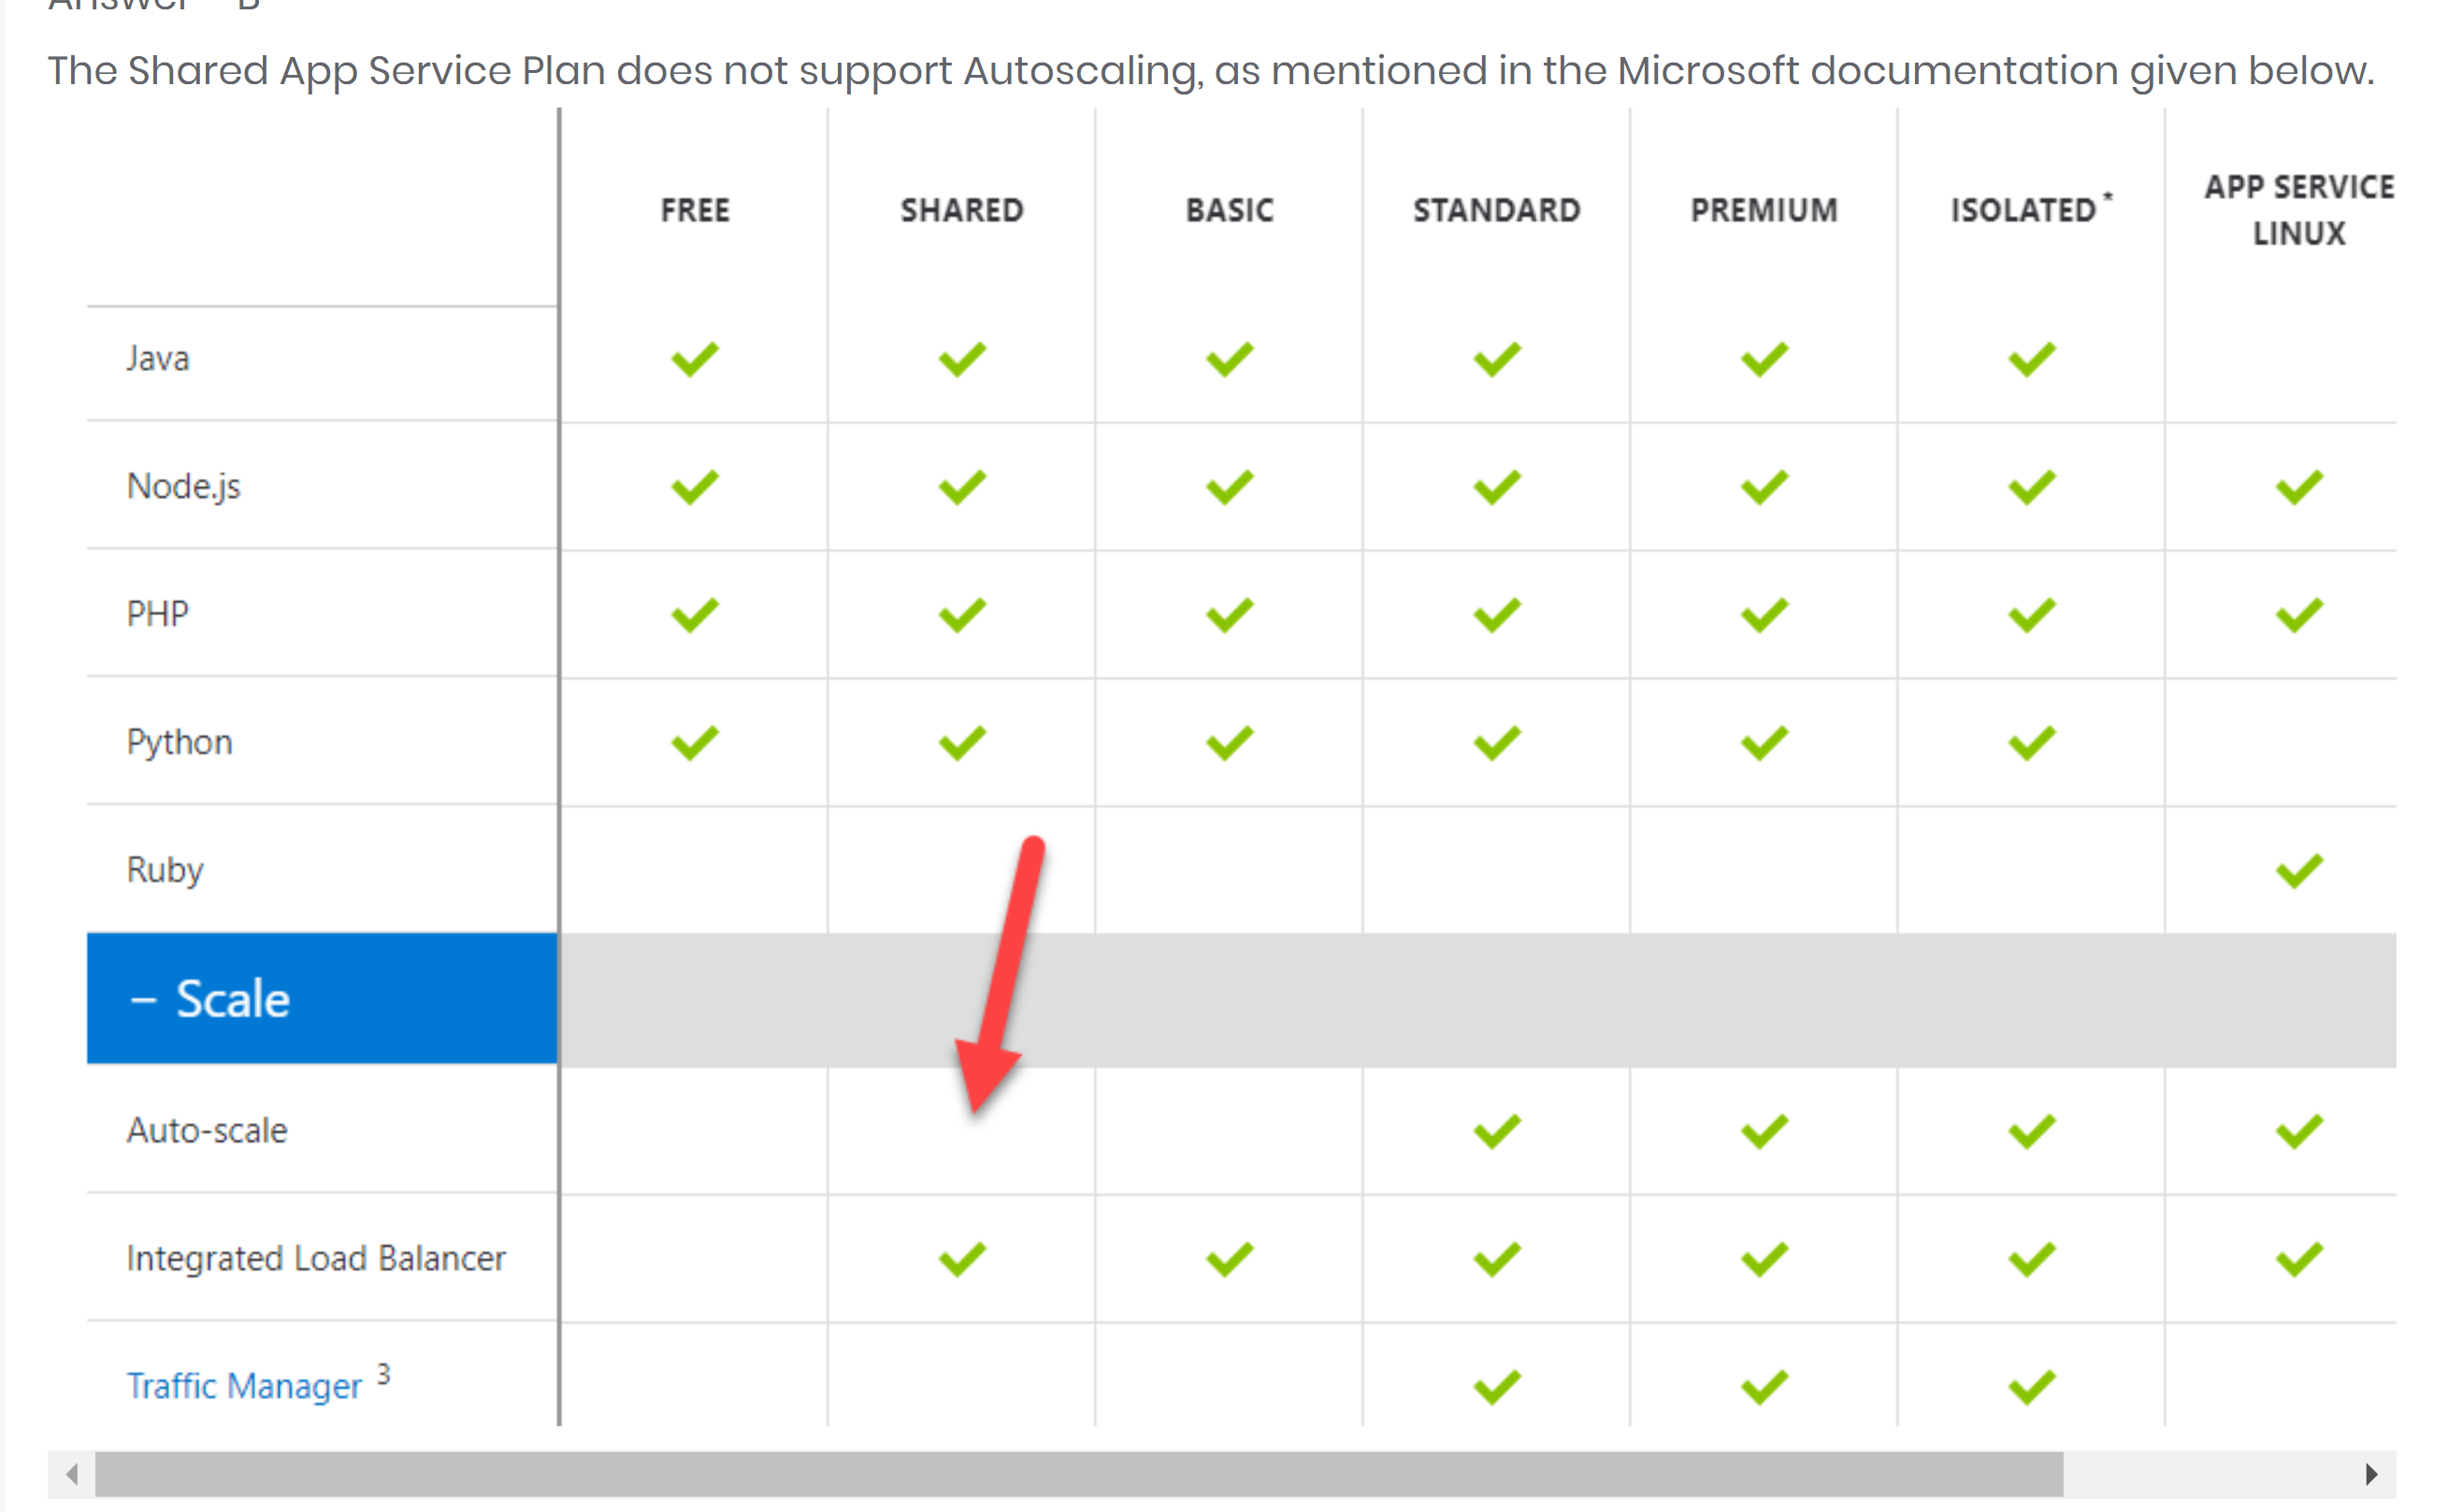 Answer – B
The Shared App Service Plan does not support Autoscaling, as mentioned in the Microsoft documentation given below.
FREE SHARED BASIC STANDARD PREMIUM ISOLATED* APP SERVICE LINUX
Java
Node.js
PHP
Python
Ruby
– Scale
Auto-scale
Integrated Load Balancer
Traffic Manager 3